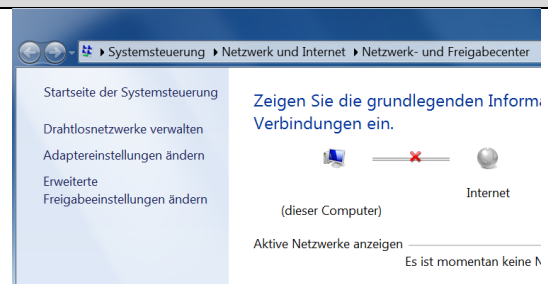 Systemsteuerung ▸ Netzwerk und Internet ▸ Netzwerk- und Freigabecenter
Startseite der Systemsteuerung
Drahtlosnetzwerke verwalten
Adaptereinstellungen ändern
Erweiterte
Freigabeeinstellungen ändern
Zeigen Sie die grundlegenden Informa
Verbindungen ein.
Internet
(dieser Computer)
Aktive Netzwerke anzeigen
Es ist momentan keine N